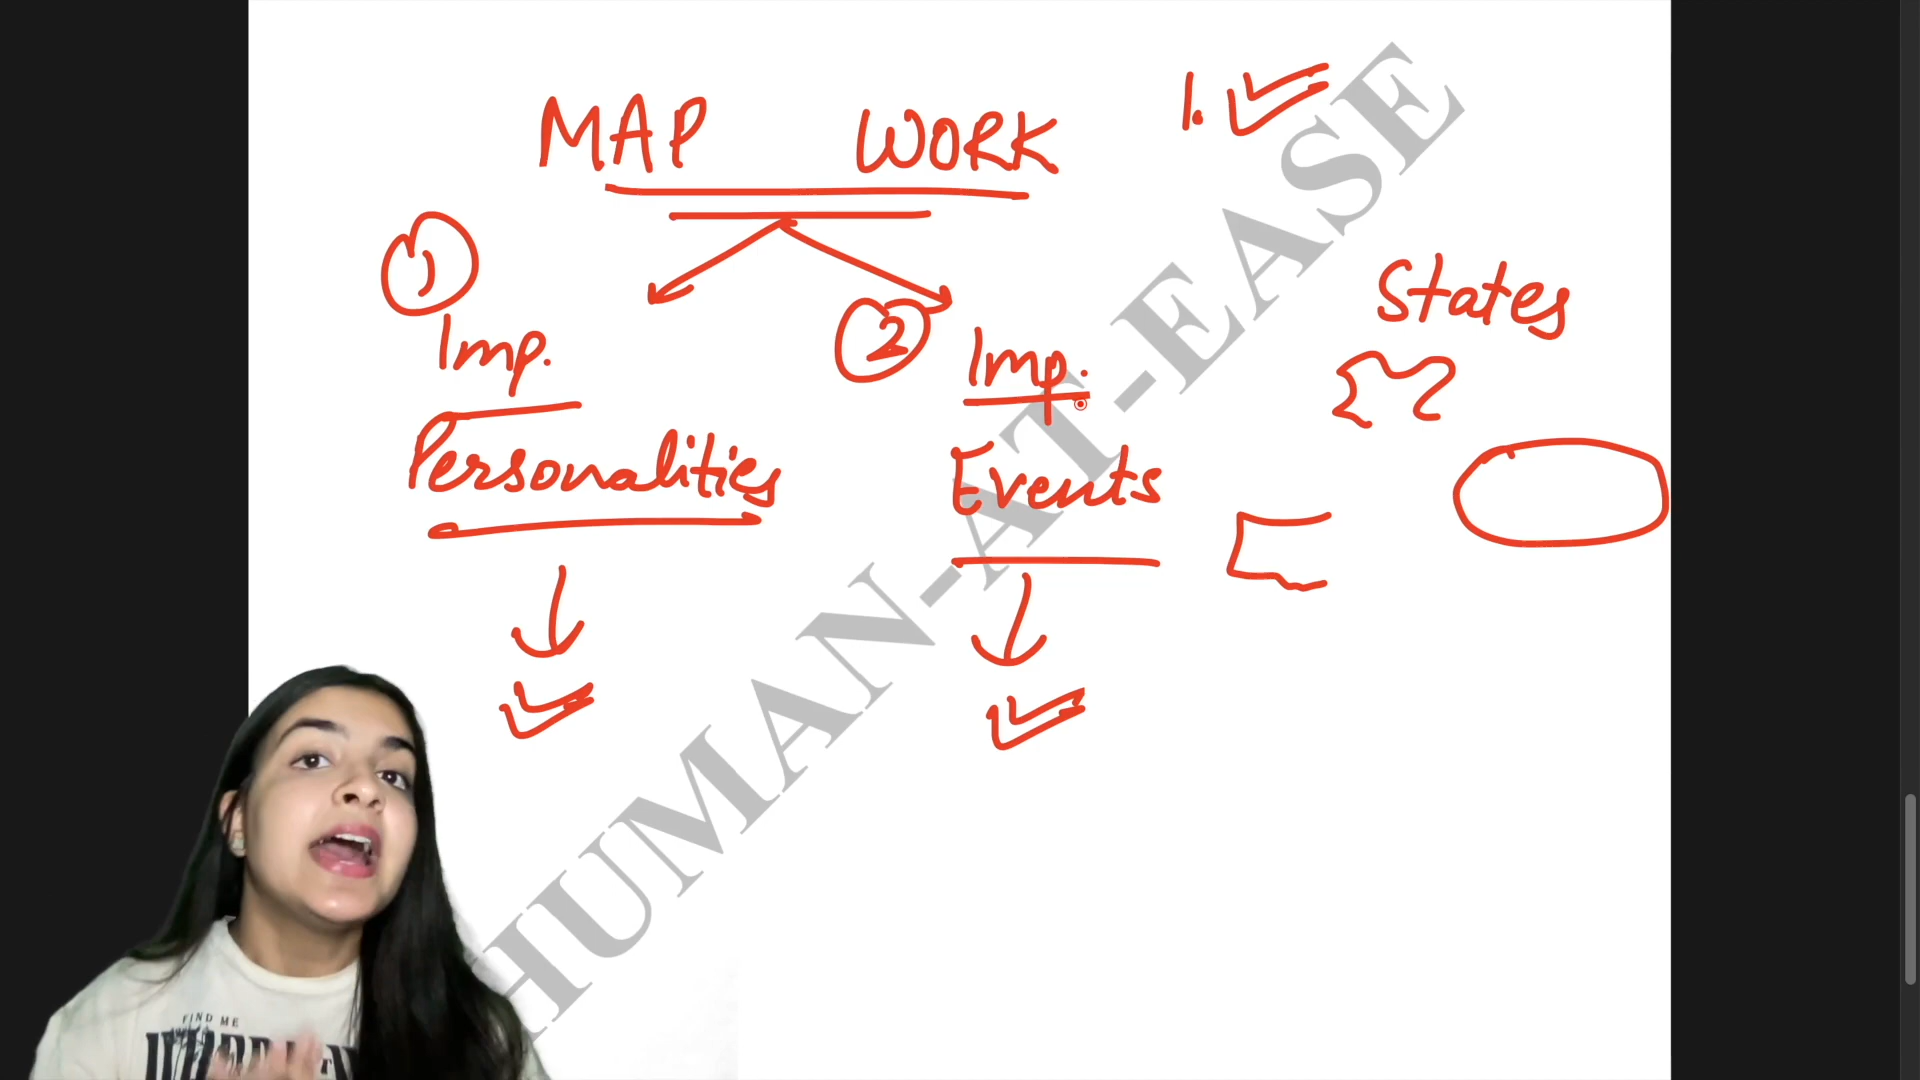 MAP WORK
1.
1
Imp.
Personalities
2
Imp.
Events
States
HUMAN-AT-EASE
FIND ME